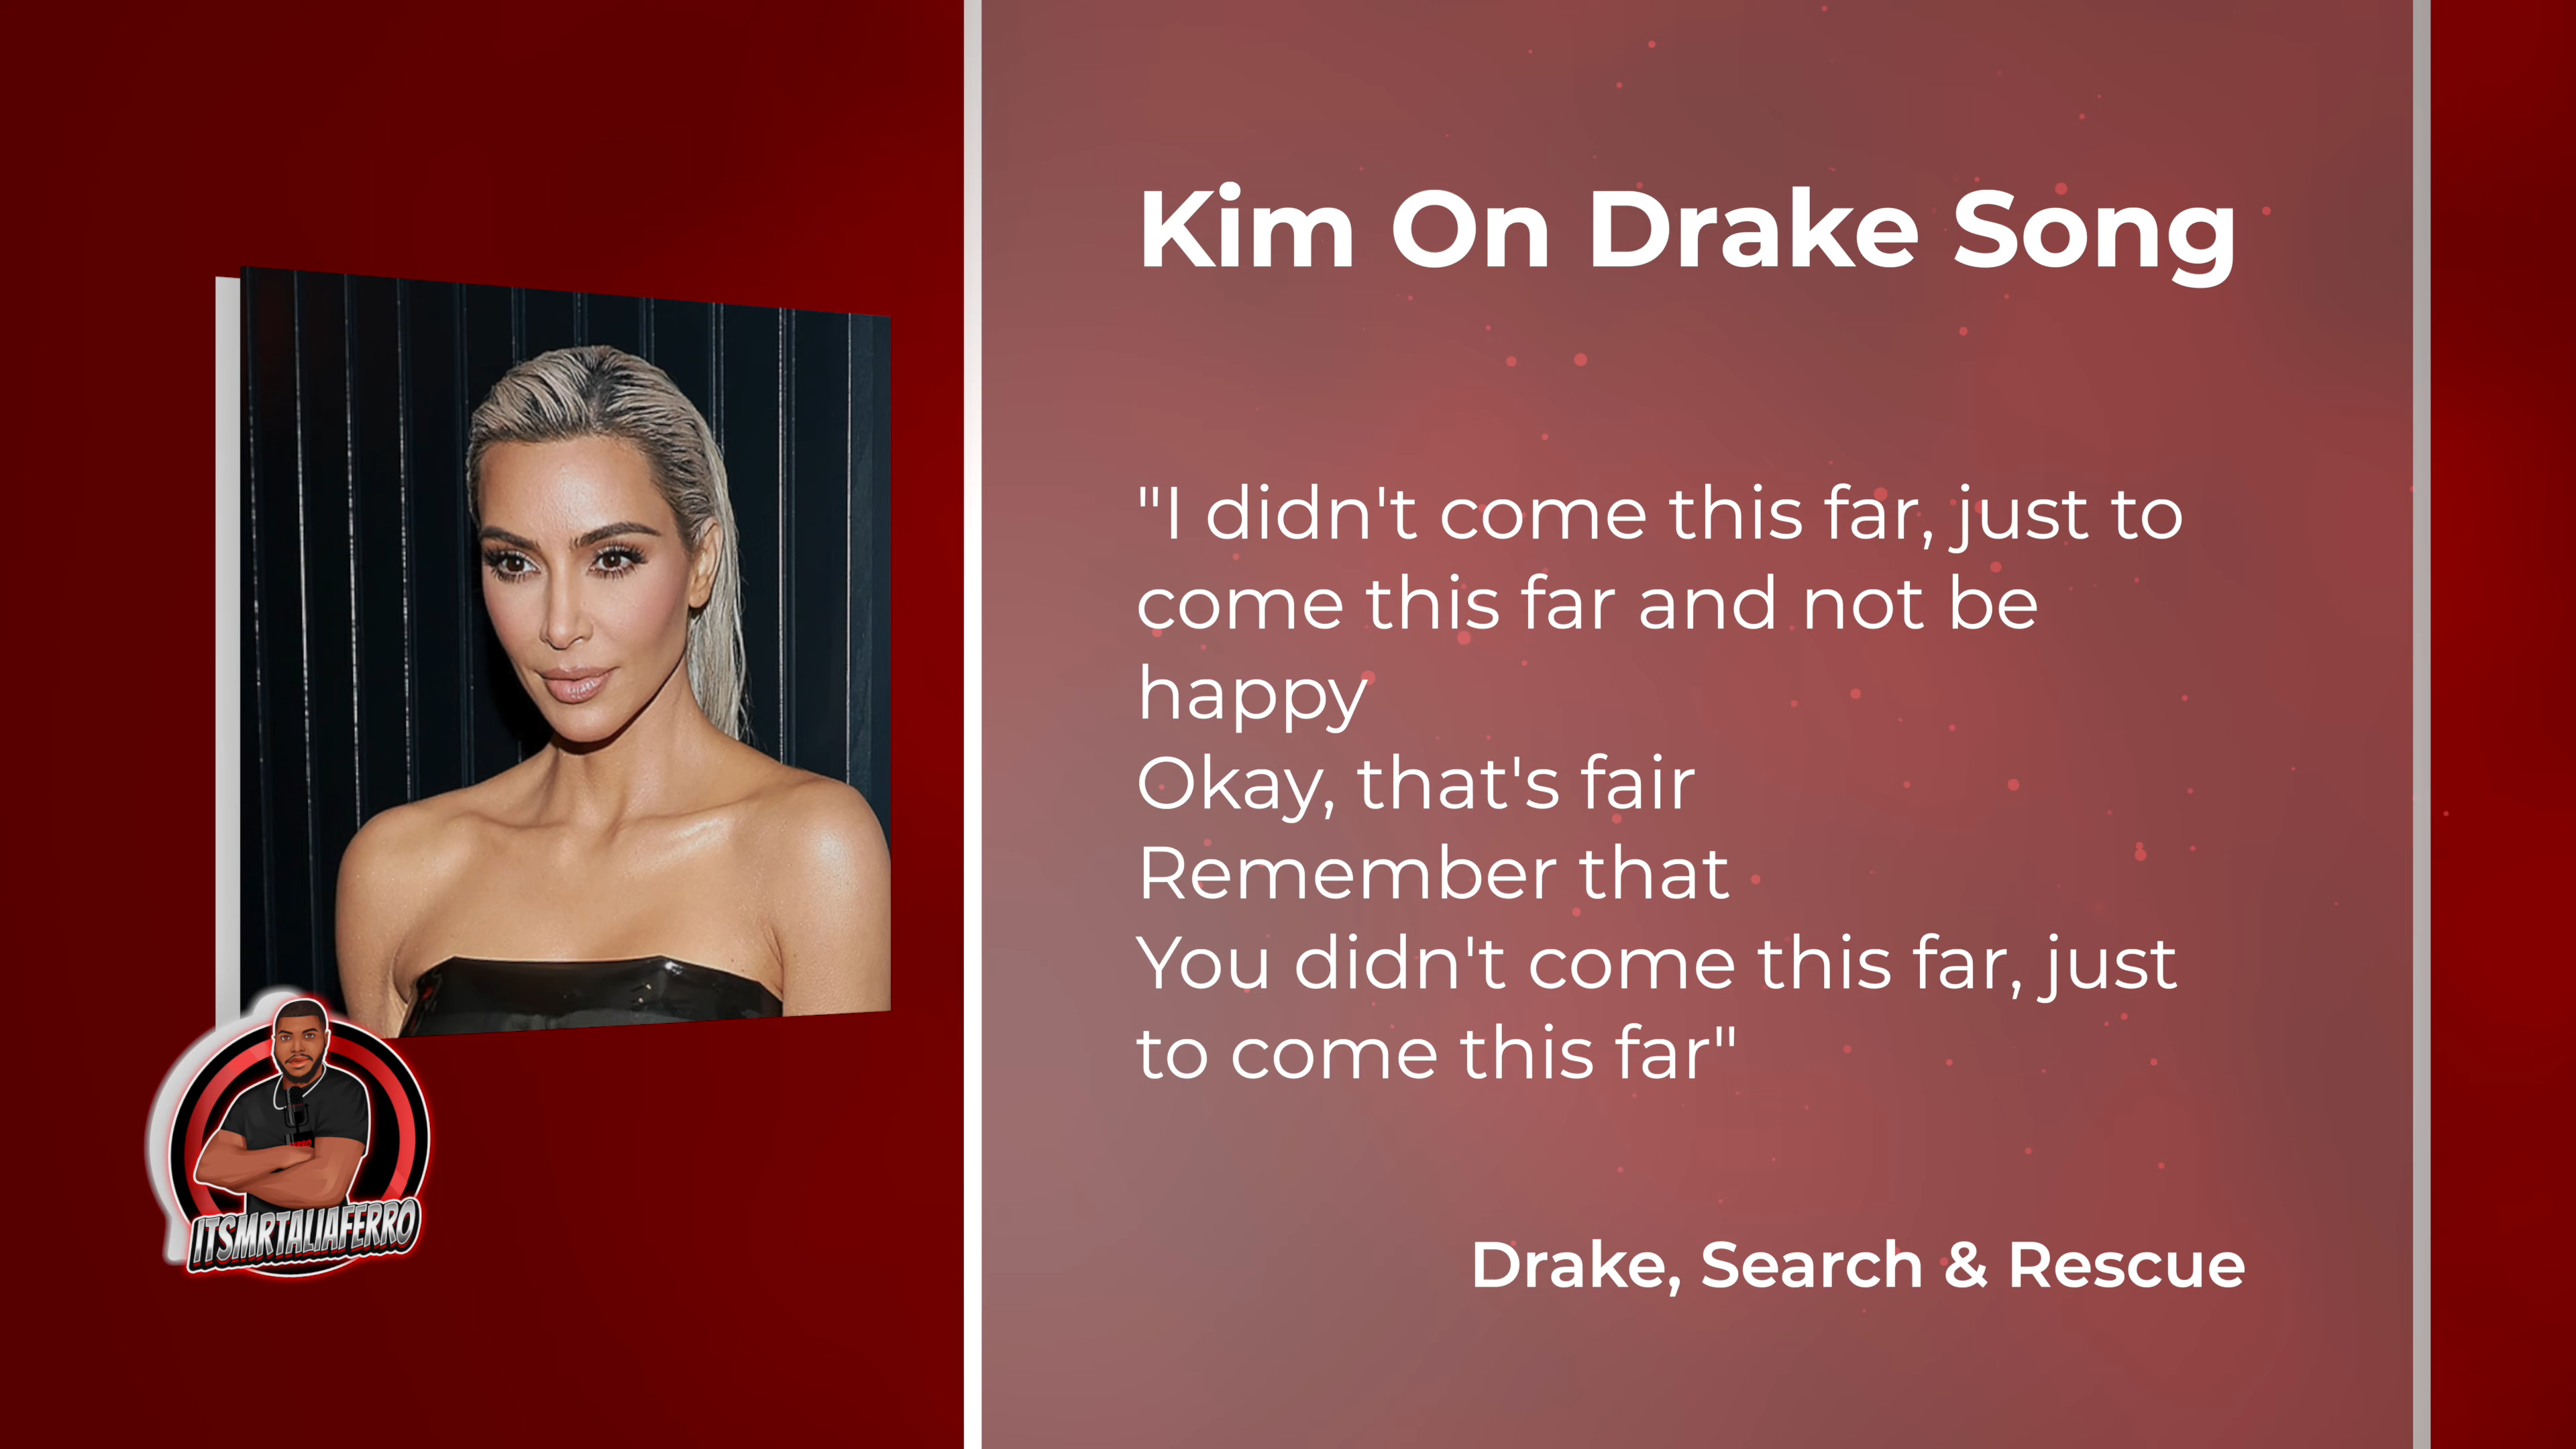 Kim On Drake Song
"I didn't come this far, just to
come this far and not be
happy
Okay, that's fair
Remember that
You didn't come this far, just
to come this far"
Drake, Search & Rescue
ITSMRTALIAFERRO